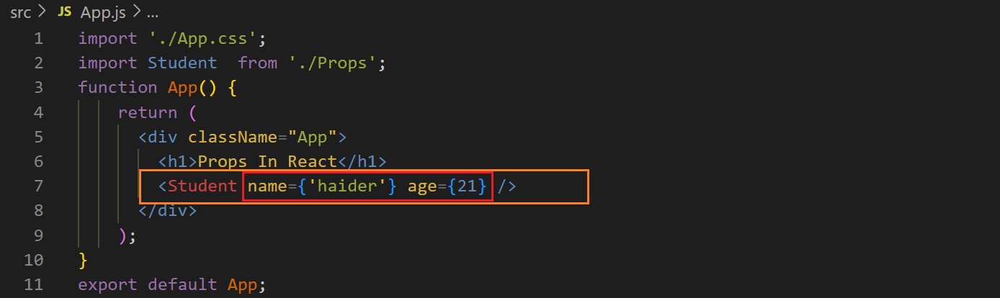 src > JS App.js > ...
1 import './App.css';
2 import Student  from './Props';
3 function App() {
4     return (
5       <div className="App">
6         <h1>Props In React</h1>
7         <Student name={'haider'} age={21} />
8       </div>
9     );
10 }
11 export default App;